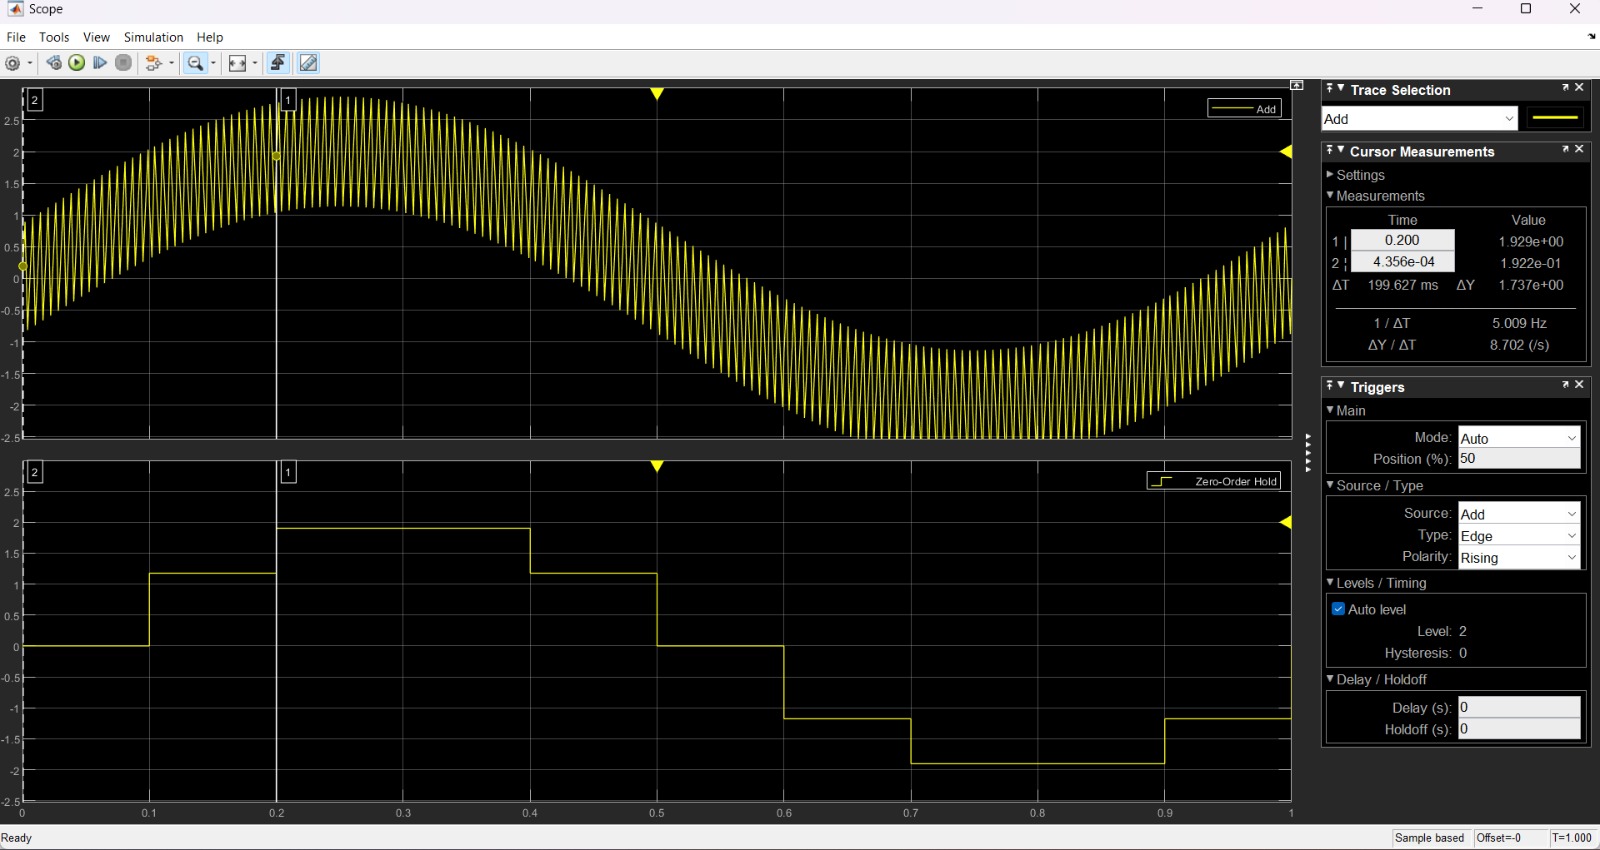 Scope
File Tools View Simulation Help
2
1
Add
2.5
2
1.5
1
0.5
0
-0.5
-1
-1.5
-2
-2.5
2
1
Zero-Order Hold
2.5
2
1.5
1
0.5
0
-0.5
-1
-1.5
-2
-2.5
0 0.1 0.2 0.3 0.4 0.5 0.6 0.7 0.8 0.9 1
Trace Selection
Add
Cursor Measurements
Settings
Measurements
Time Value
1 | 0.200 1.929e+00
2 ¦ 4.356e-04 1.922e-01
ΔT 199.627 ms ΔY 1.737e+00
1 / ΔT 5.009 Hz
ΔY / ΔT 8.702 (/s)
Triggers
Main
Mode: Auto
Position (%): 50
Source / Type
Source: Add
Type: Edge
Polarity: Rising
Levels / Timing
Auto level
Level: 2
Hysteresis: 0
Delay / Holdoff
Delay (s): 0
Holdoff (s): 0
Ready Sample based Offset=-0 T=1.000